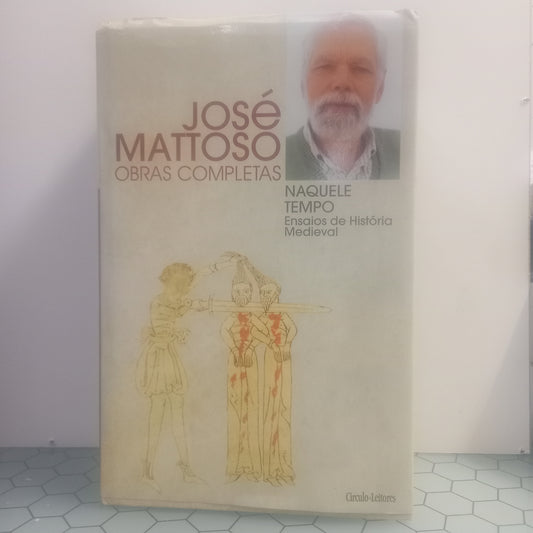 JOSé
MATTOSO
OBRAS COMPLETAS
NAQUELE
TEMPO
Ensaios de História
Medieval
Círculo-Leitores